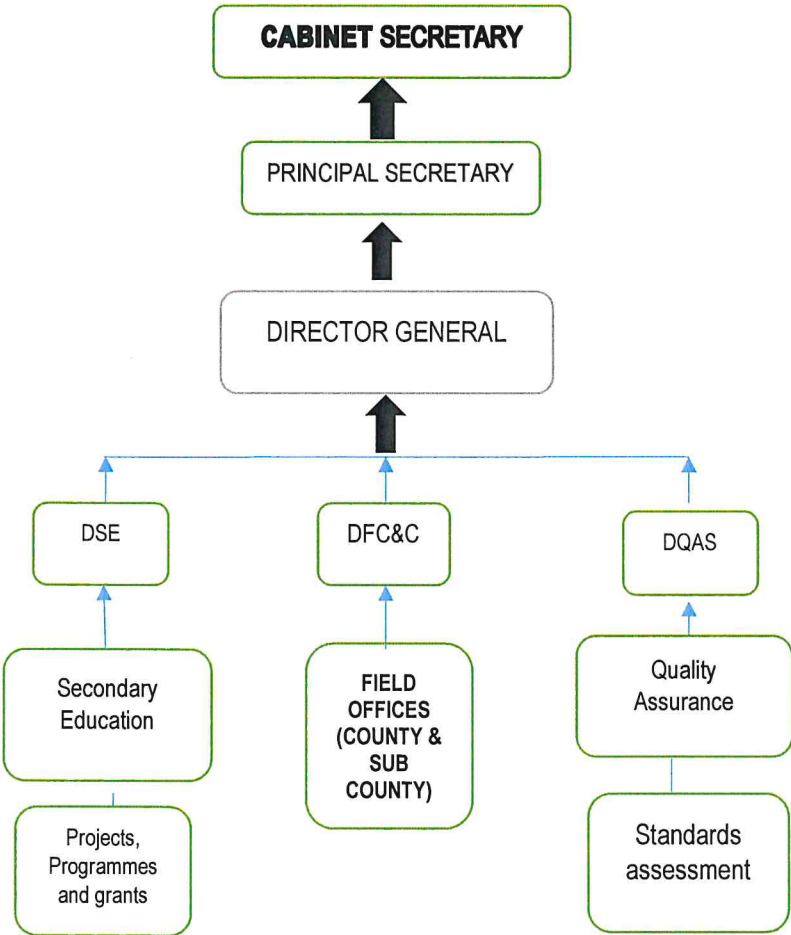 CABINET SECRETARY
PRINCIPAL SECRETARY
DIRECTOR GENERAL
DSE
DFC&C
DQAS
Secondary
Education
FIELD
OFFICES
(COUNTY &
SUB
COUNTY)
Quality
Assurance
Projects,
Programmes
and grants
Standards
assessment